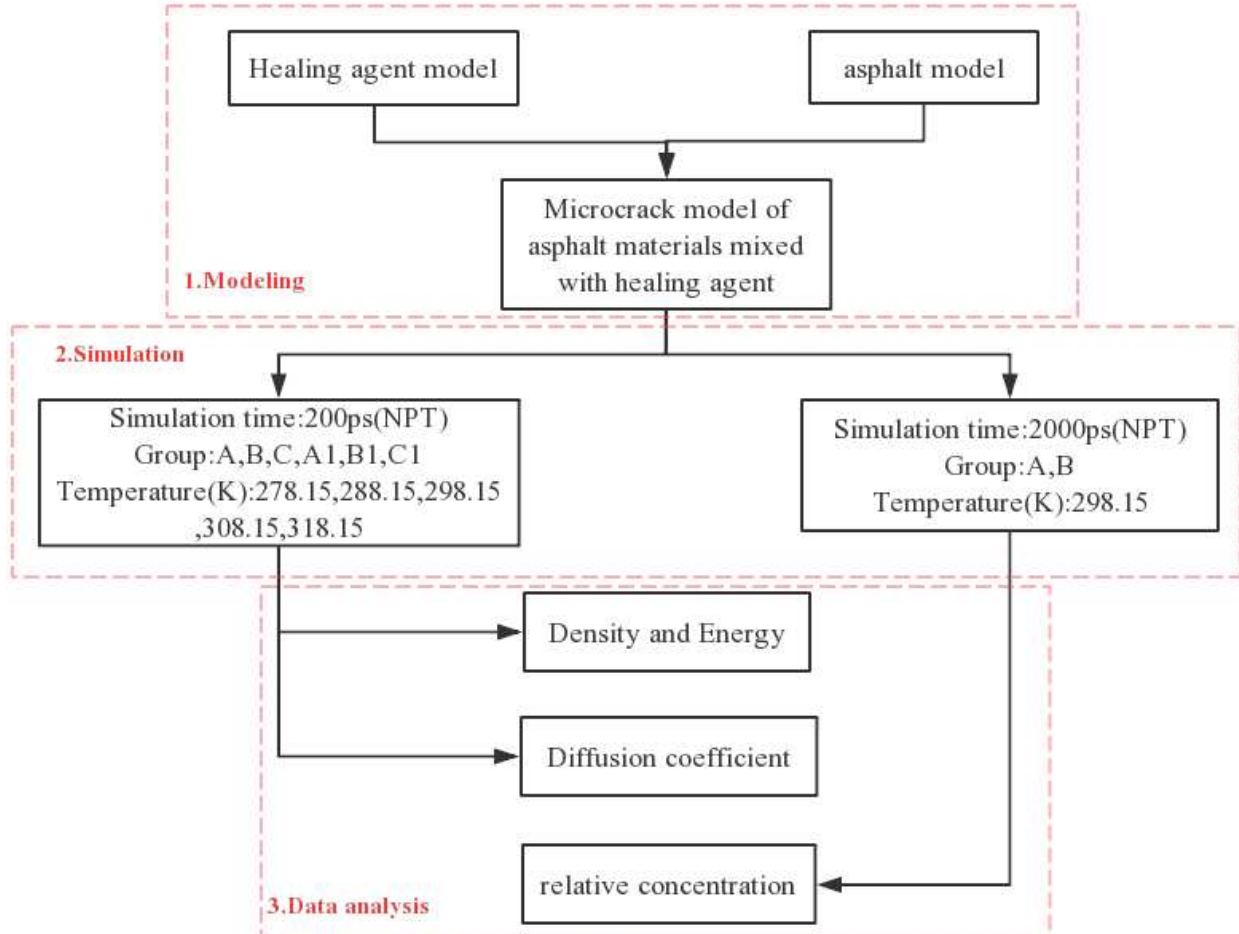 Healing agent model
asphalt model
Microcrack model of
asphalt materials mixed
with healing agent
1.Modeling
2.Simulation
Simulation time:200ps(NPT)
Group:A,B,C,A1,B1,C1
Temperature(K):278.15,288.15,298.15
,308.15,318.15
Simulation time:2000ps(NPT)
Group:A,B
Temperature(K):298.15
Density and Energy
Diffusion coefficient
relative concentration
3.Data analysis